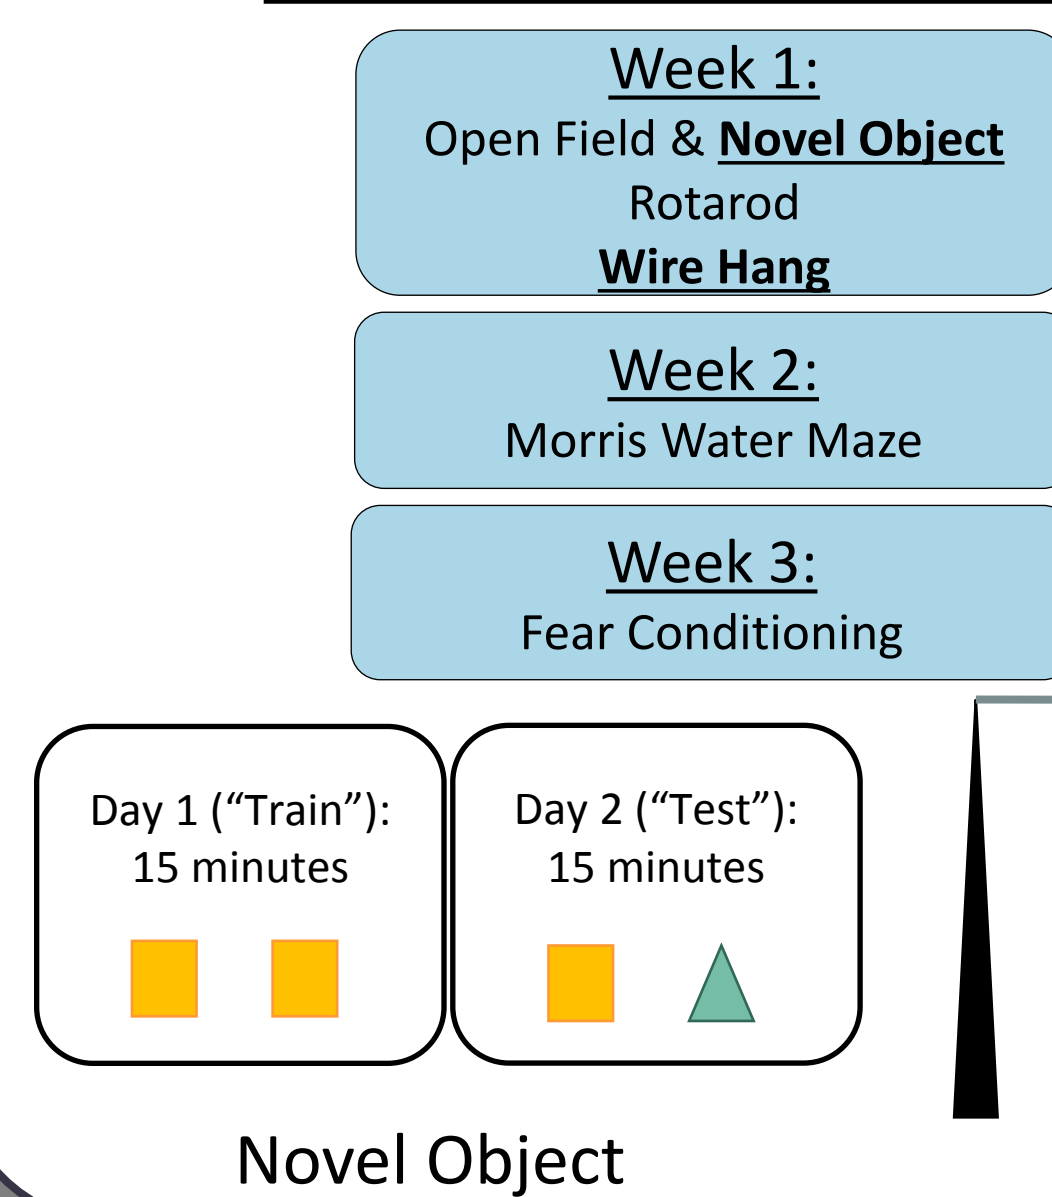 Week 1:
Open Field & Novel Object
Rotarod
Wire Hang
Week 2:
Morris Water Maze
Week 3:
Fear Conditioning
Day 1 (“Train”):
15 minutes
Day 2 (“Test”):
15 minutes
Novel Object